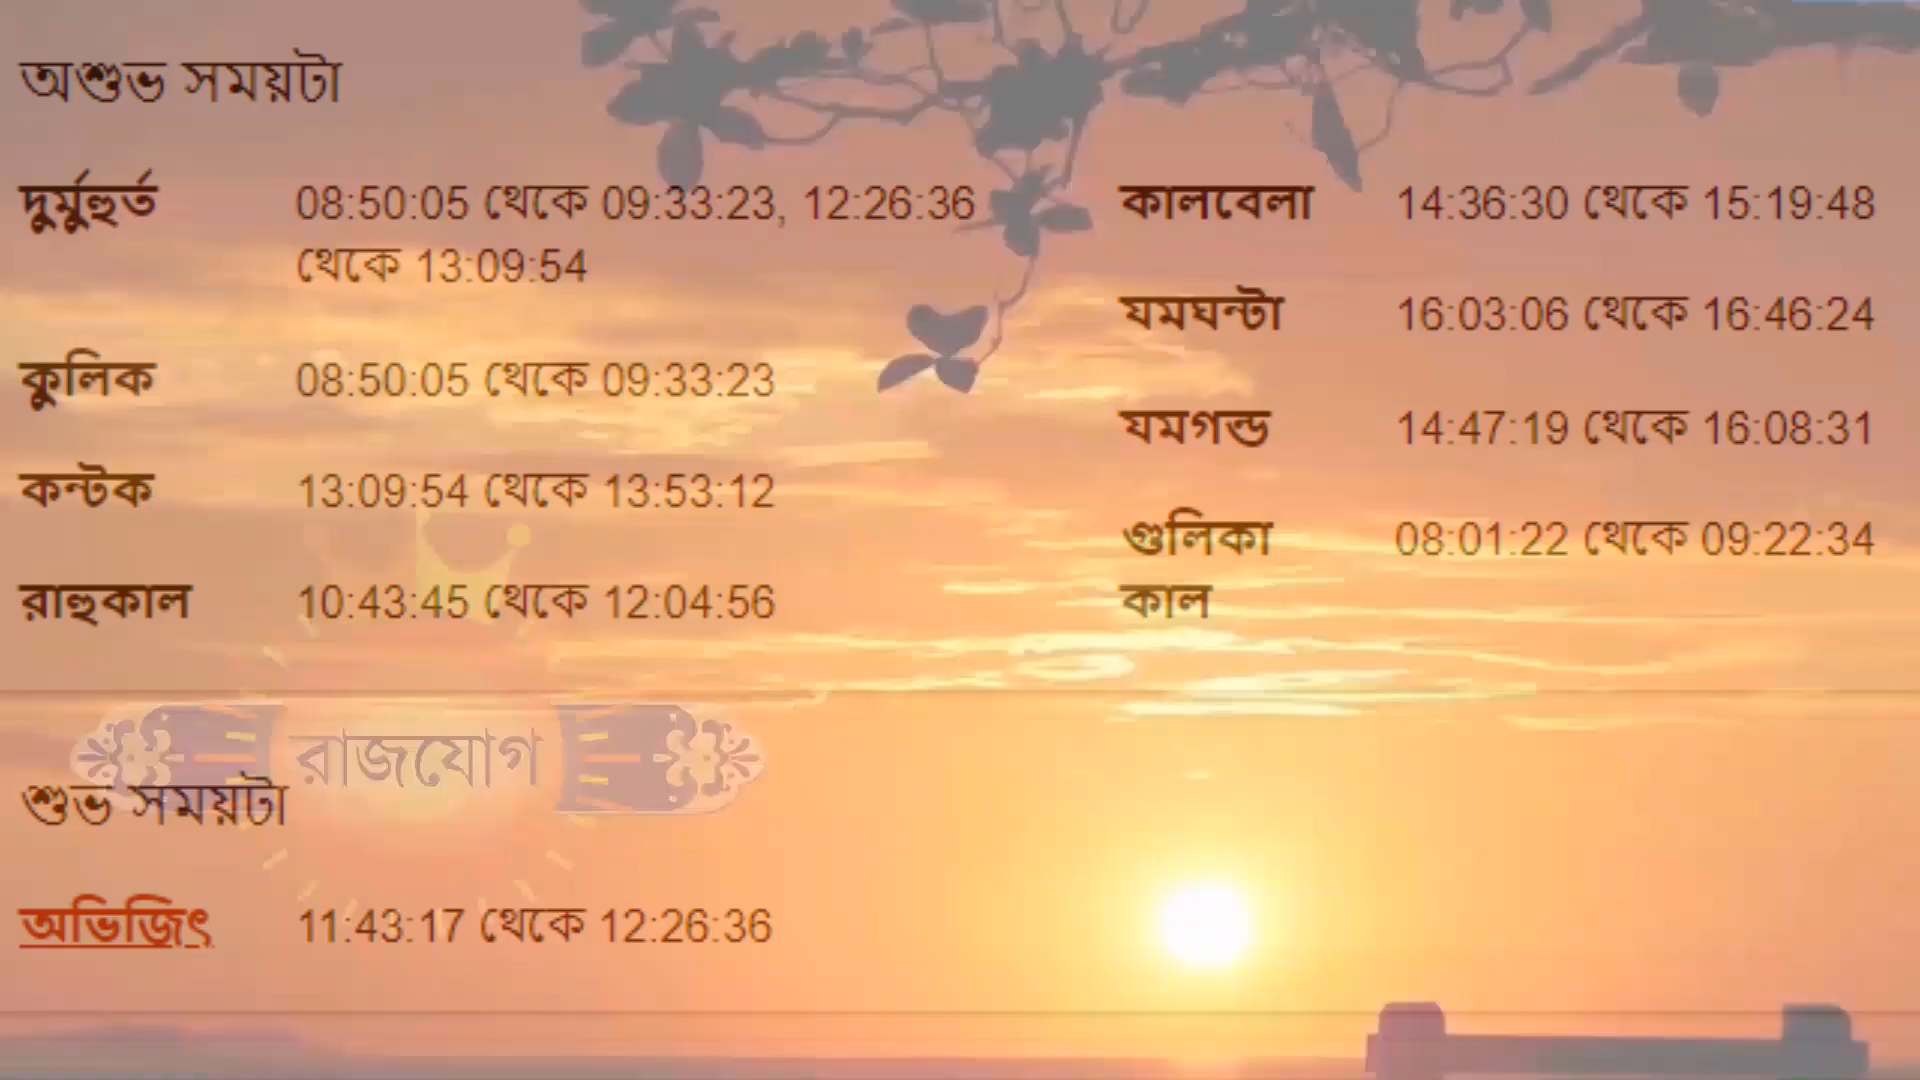 অশুভ সময়টা
দুর্মুহুর্ত 08:50:05 থেকে 09:33:23, 12:26:36
থেকে 13:09:54
কুলিক 08:50:05 থেকে 09:33:23
কন্টক 13:09:54 থেকে 13:53:12
রাহুকাল 10:43:45 থেকে 12:04:56
কালবেলা 14:36:30 থেকে 15:19:48
যমঘন্টা 16:03:06 থেকে 16:46:24
যমগন্ড 14:47:19 থেকে 16:08:31
গুলিকা 08:01:22 থেকে 09:22:34
কাল
রাজযোগ
শুভ সময়টা
অভিজিৎ 11:43:17 থেকে 12:26:36